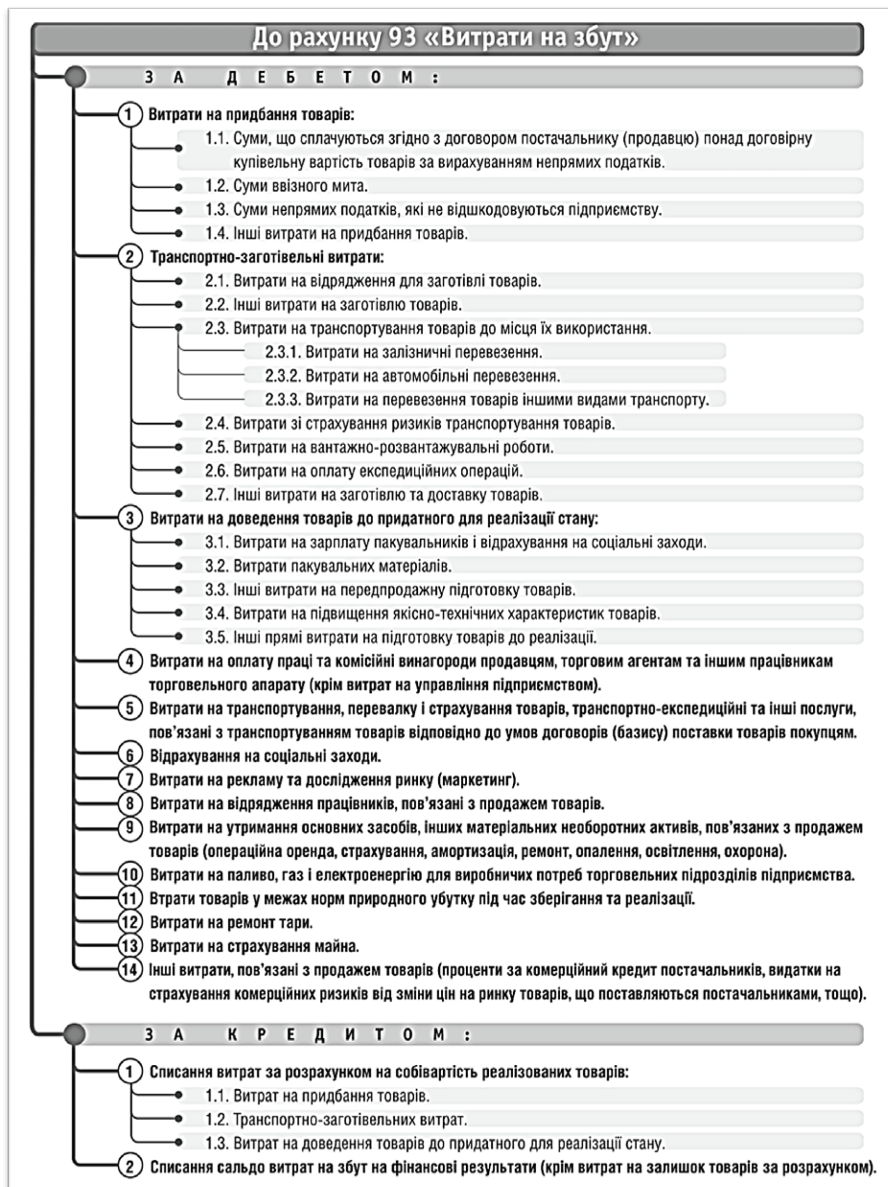 До рахунку 93 «Витрати на збут»
ЗА ДЕБЕТОМ:
1 Витрати на придбання товарів:
1.1. Суми, що сплачуються згідно з договором постачальнику (продавцю) понад договірну
купівельну вартість товарів за вирахуванням непрямих податків.
1.2. Суми ввізного мита.
1.3. Суми непрямих податків, які не відшкодовуються підприємству.
1.4. Інші витрати на придбання товарів.
2 Транспортно-заготівельні витрати:
2.1. Витрати на відрядження для заготівлі товарів.
2.2. Інші витрати на заготівлю товарів.
2.3. Витрати на транспортування товарів до місця їх використання.
2.3.1. Витрати на залізничні перевезення.
2.3.2. Витрати на автомобільні перевезення.
2.3.3. Витрати на перевезення товарів іншими видами транспорту.
2.4. Витрати зі страхування ризиків транспортування товарів.
2.5. Витрати на вантажно-розвантажувальні роботи.
2.6. Витрати на оплату експедиційних операцій.
2.7. Інші витрати на заготівлю та доставку товарів.
3 Витрати на доведення товарів до придатного для реалізації стану:
3.1. Витрати на зарплату пакувальників і відрахування на соціальні заходи.
3.2. Витрати пакувальних матеріалів.
3.3. Інші витрати на передпродажну підготовку товарів.
3.4. Витрати на підвищення якісно-технічних характеристик товарів.
3.5. Інші прямі витрати на підготовку товарів до реалізації.
4 Витрати на оплату праці та комісійні винагороди продавцям, торговим агентам та іншим працівникам
торговельного апарату (крім витрат на управління підприємством).
5 Витрати на транспортування, перевалку і страхування товарів, транспортно-експедиційні та інші послуги,
пов’язані з транспортуванням товарів відповідно до умов договорів (базису) поставки товарів покупцям.
6 Відрахування на соціальні заходи.
7 Витрати на рекламу та дослідження ринку (маркетинг).
8 Витрати на відрядження працівників, пов’язані з продажем товарів.
9 Витрати на утримання основних засобів, інших матеріальних необоротних активів, пов’язаних з продажем
товарів (операційна оренда, страхування, амортизація, ремонт, опалення, освітлення, охорона).
10 Витрати на паливо, газ і електроенергію для виробничих потреб торговельних підрозділів підприємства.
11 Втрати товарів у межах норм природного убутку під час зберігання та реалізації.
12 Витрати на ремонт тари.
13 Витрати на страхування майна.
14 Інші витрати, пов’язані з продажем товарів (проценти за комерційний кредит постачальників, видатки на
страхування комерційних ризиків від зміни цін на ринку товарів, що поставляються постачальниками, тощо).
ЗА КРЕДИТОМ:
1 Списання витрат за розрахунком на собівартість реалізованих товарів:
1.1. Витрат на придбання товарів.
1.2. Транспортно-заготівельних витрат.
1.3. Витрат на доведення товарів до придатного для реалізації стану.
2 Списання сальдо витрат на збут на фінансові результати (крім витрат на залишок товарів за розрахунком).